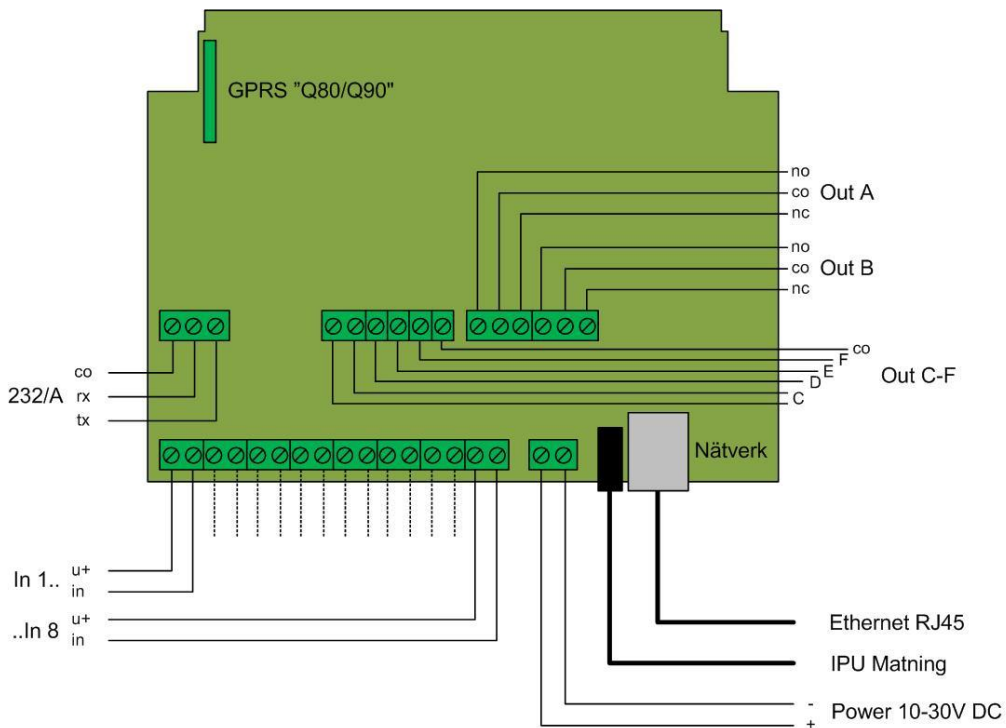 GPRS "Q80/Q90"
no
co Out A
nc
no
co Out B
nc
co
F
E Out C-F
D
C
co
232/A rx
tx
Nätverk
u+
In 1..
in
u+
..In 8
in
Ethernet RJ45
IPU Matning
-
Power 10-30V DC
+